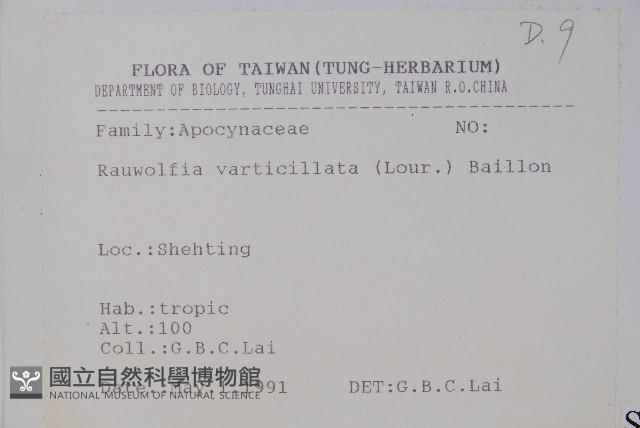 D.9
FLORA OF TAIWAN(TUNG-HERBARIUM)
DEPARTMENT OF BIOLOGY, TUNGHAI UNIVERSITY, TAIWAN R.O.CHINA
Family:Apocynaceae NO:
Rauwolfia varticillata (Lour.) Baillon
Loc.:Shehting
Hab.:tropic
Alt.:100
Coll.:G.B.C.Lai
國立自然科學博物館
1991 DET:G.B.C.Lai
NATIONAL MUSEUM OF NATURAL SCIENCE